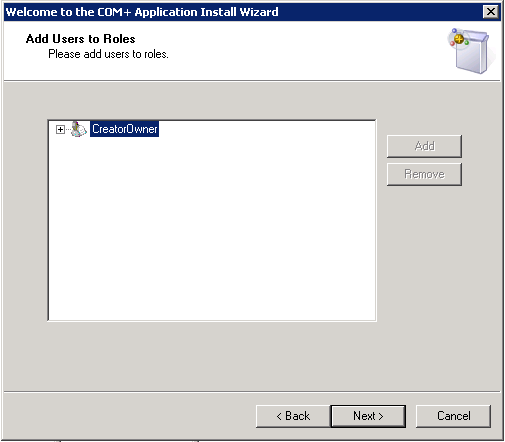 Welcome to the COM+ Application Install Wizard
Add Users to Roles
Please add users to roles.
CreatorOwner
Add
Remove
< Back
Next >
Cancel